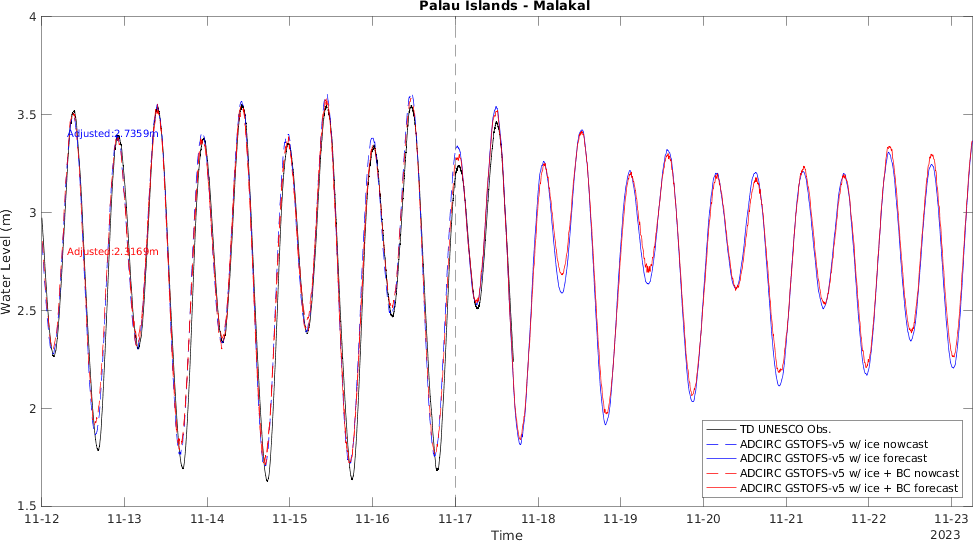 Palau Islands - Malakal
Water Level (m)
4
3.5
3
2.5
2
1.5
Adjusted:2.7359m
Adjusted:2.3169m
TD UNESCO Obs.
ADCIRC GSTOFS-v5 w/ ice nowcast
ADCIRC GSTOFS-v5 w/ ice forecast
ADCIRC GSTOFS-v5 w/ ice + BC nowcast
ADCIRC GSTOFS-v5 w/ ice + BC forecast
11-12 11-13 11-14 11-15 11-16 11-17 11-18 11-19 11-20 11-21 11-22 11-23
Time
2023